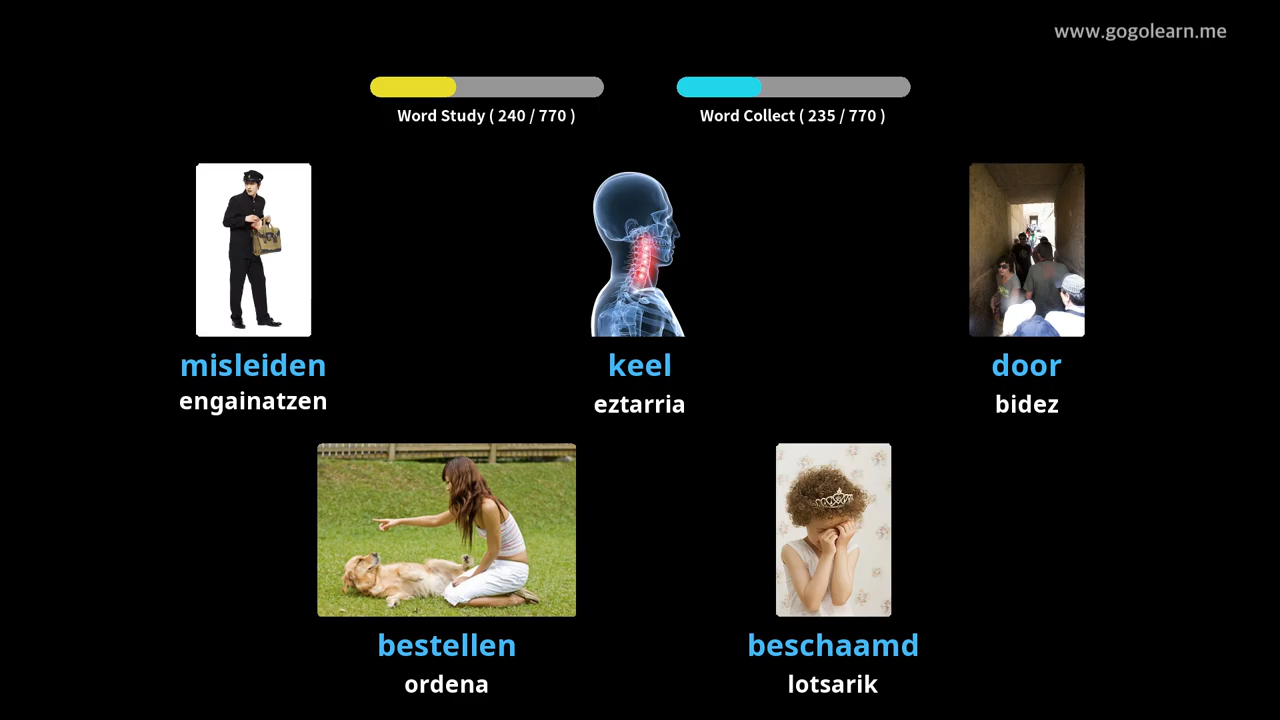 www.gogolearn.me
Word Study ( 240 / 770 )
Word Collect ( 235 / 770 )
misleiden
engainatzen
keel
eztarria
door
bidez
bestellen
ordena
beschaamd
lotsarik